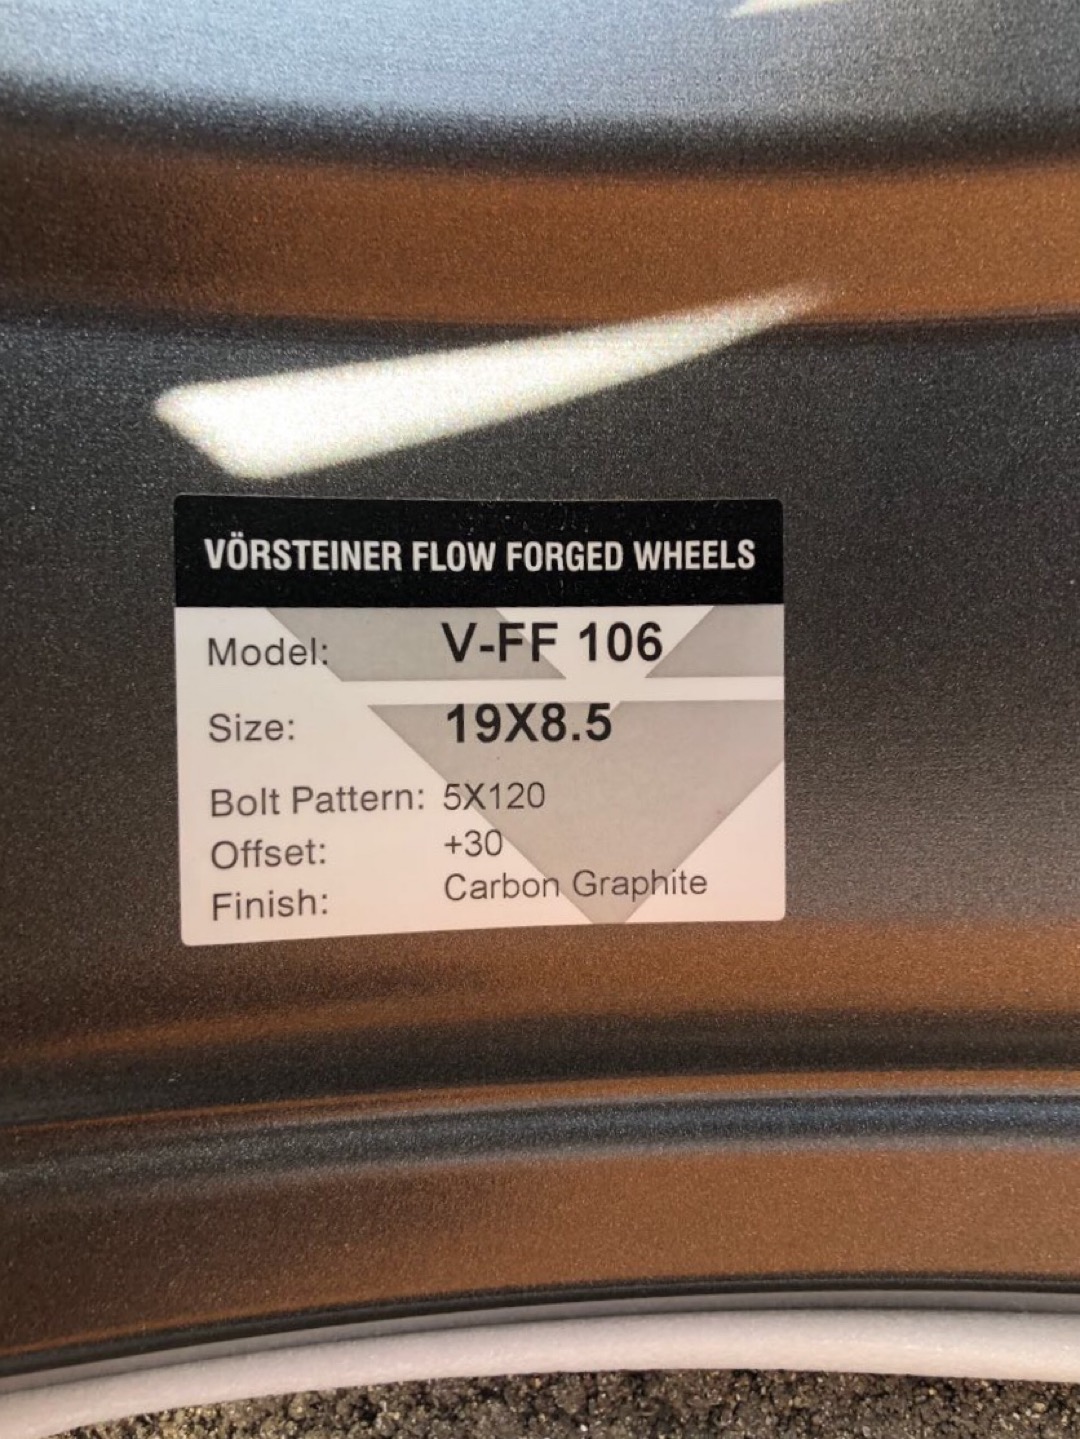 VÖRSTEINER FLOW FORGED WHEELS
Model: V-FF 106
Size: 19X8.5
Bolt Pattern: 5X120
Offset: +30
Finish: Carbon Graphite